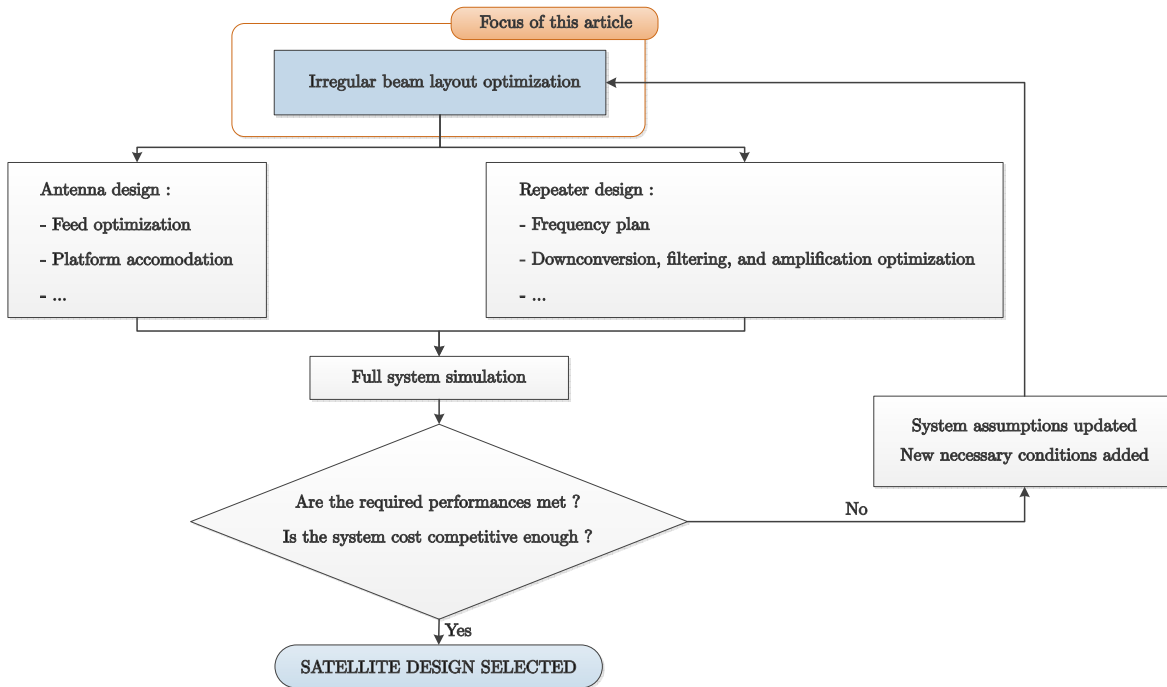 Focus of this article
Irregular beam layout optimization
Antenna design :
- Feed optimization
- Platform accomodation
- ...
Repeater design :
- Frequency plan
- Downconversion, filtering, and amplification optimization
- ...
Full system simulation
Are the required performances met ?
Is the system cost competitive enough ?
No
System assumptions updated
New necessary conditions added
Yes
SATELLITE DESIGN SELECTED